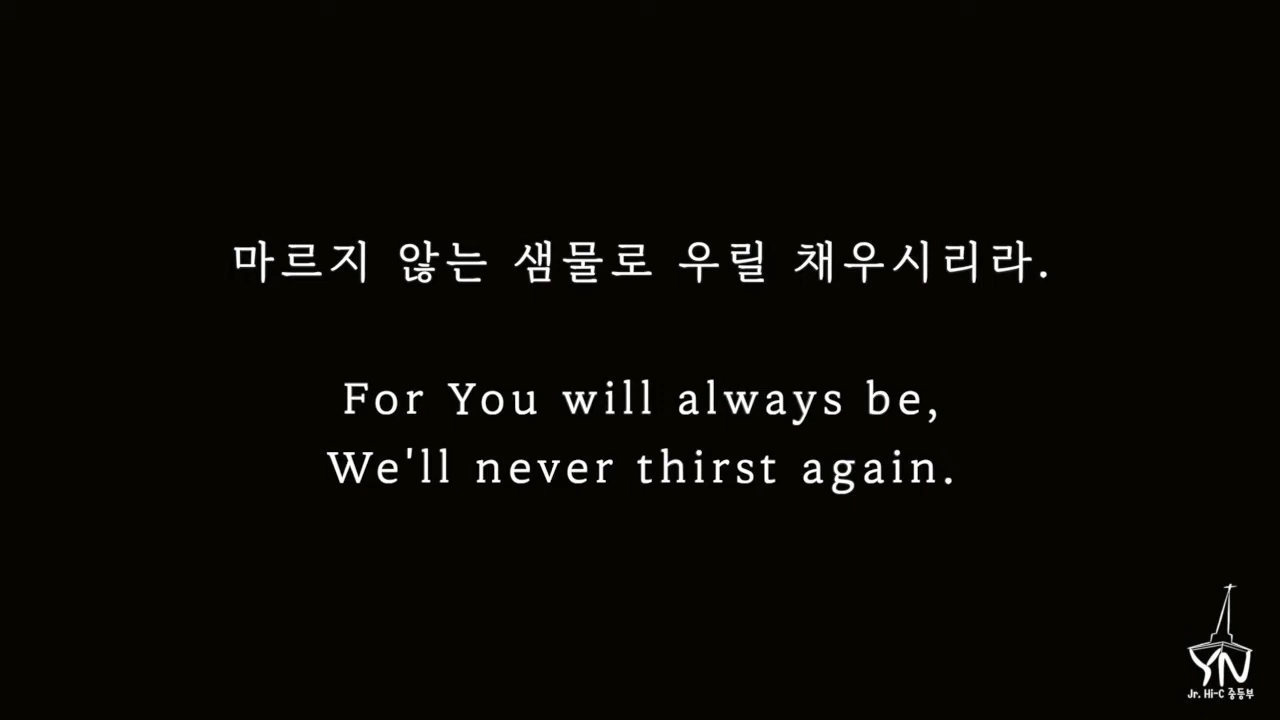 마르지 않는 샘물로 우릴 채우시리라.
For You will always be,
We'll never thirst again.
YN
Jr. Hi-C 중등부